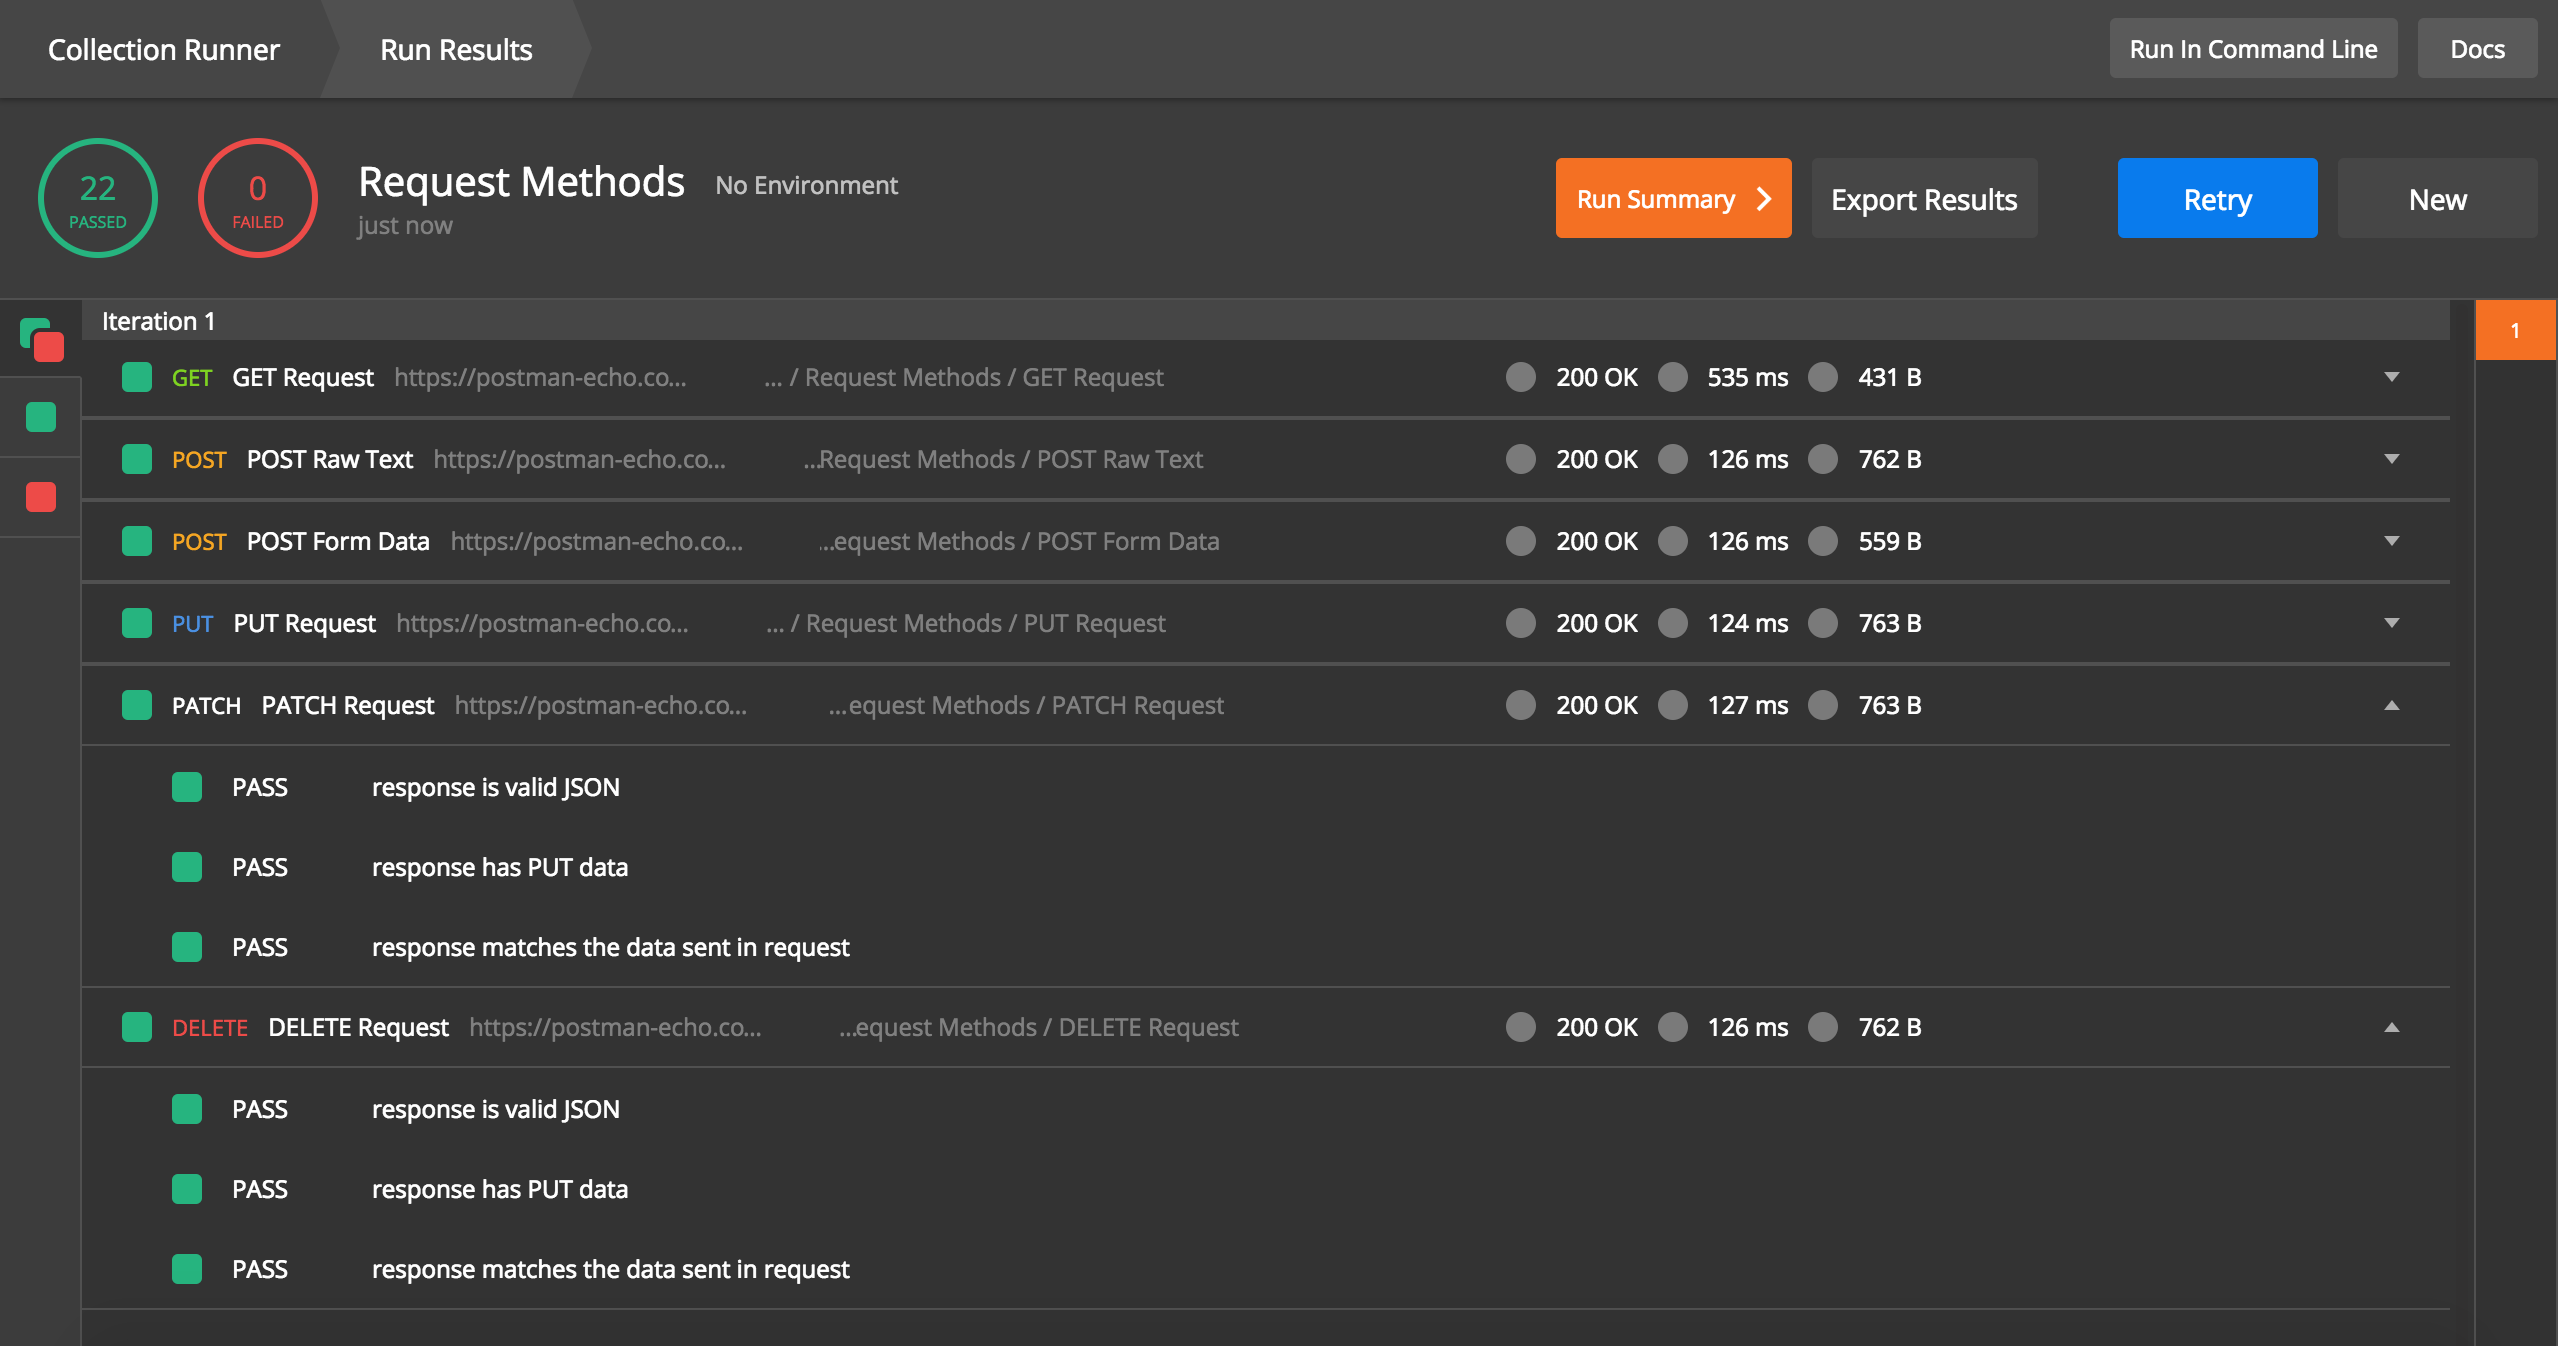 Collection Runner Run Results Run In Command Line Docs
22 PASSED
0 FAILED
Request Methods No Environment
just now
Run Summary Export Results Retry New
Iteration 1
1
GET GET Request https://postman-echo.co... ... / Request Methods / GET Request 200 OK 535 ms 431 B
POST POST Raw Text https://postman-echo.co... ...Request Methods / POST Raw Text 200 OK 126 ms 762 B
POST POST Form Data https://postman-echo.co... ...equest Methods / POST Form Data 200 OK 126 ms 559 B
PUT PUT Request https://postman-echo.co... ... / Request Methods / PUT Request 200 OK 124 ms 763 B
PATCH PATCH Request https://postman-echo.co... ...equest Methods / PATCH Request 200 OK 127 ms 763 B
PASS response is valid JSON
PASS response has PUT data
PASS response matches the data sent in request
DELETE DELETE Request https://postman-echo.co... ...equest Methods / DELETE Request 200 OK 126 ms 762 B
PASS response is valid JSON
PASS response has PUT data
PASS response matches the data sent in request